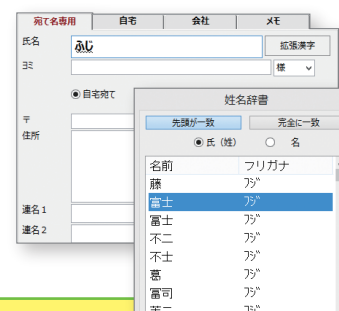 宛て名専用 自宅 会社 メモ
氏名 ふじ 拡張漢字
ヨミ 様
自宅宛て
姓名辞書
〒
先頭が一致 完全に一致
住所
氏（姓） 名
名前 フリガナ
藤 フジ
富士 フジ
冨士 フジ
不二 フジ
連名1
不士 フジ
葛 フジ
連名2
富司 フジ